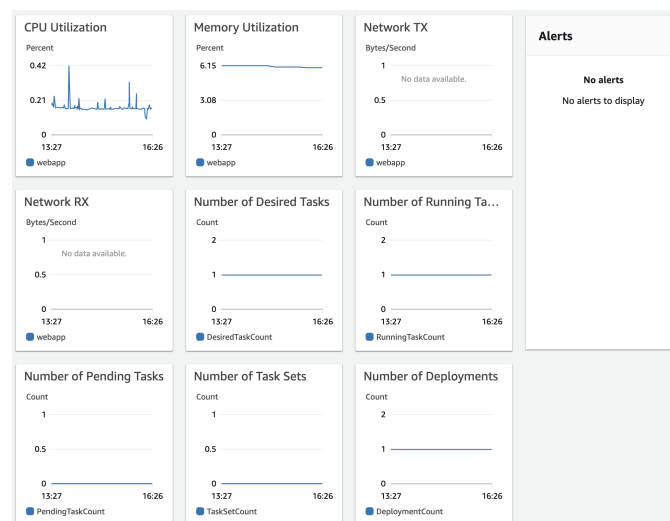 CPU Utilization
Percent
0.42
0.21
0
13:27 16:26
webapp
Memory Utilization
Percent
6.15
3.08
0
13:27 16:26
webapp
Network TX
Bytes/Second
1
No data available.
0.5
0
13:27 16:26
webapp
Alerts
No alerts
No alerts to display
Network RX
Bytes/Second
1
No data available.
0.5
0
13:27 16:26
webapp
Number of Desired Tasks
Count
2
1
0
13:27 16:26
DesiredTaskCount
Number of Running Ta...
Count
2
1
0
13:27 16:26
RunningTaskCount
Number of Pending Tasks
Count
1
0.5
0
13:27 16:26
PendingTaskCount
Number of Task Sets
Count
1
0.5
0
13:27 16:26
TaskSetCount
Number of Deployments
Count
2
1
0
13:27 16:26
DeploymentCount